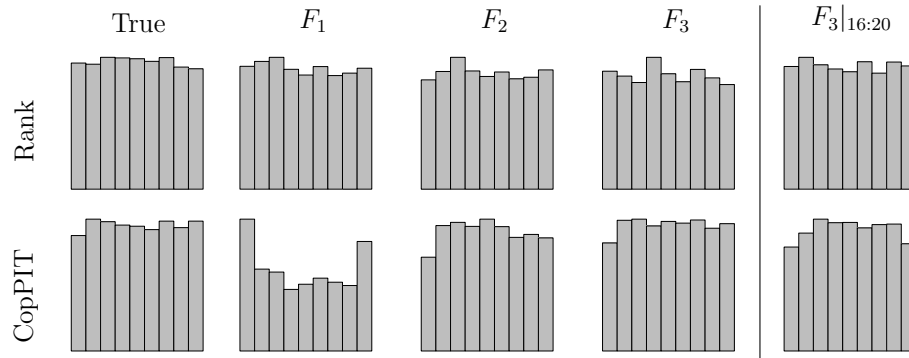 True F₁ F₂ F₃ F₃|₁₆:₂₀
Rank
CopPIT